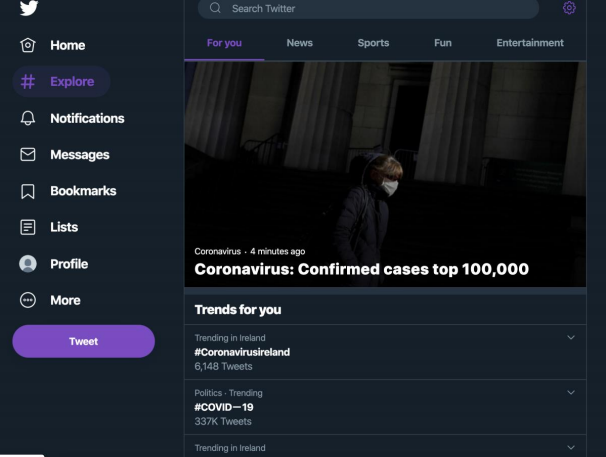 Search Twitter
Home
Explore
Notifications
Messages
Bookmarks
Lists
Profile
More
Tweet
For you News Sports Fun Entertainment
Coronavirus · 4 minutes ago
Coronavirus: Confirmed cases top 100,000
Trends for you
Trending in Ireland
#Coronavirusireland
6,148 Tweets
Politics · Trending
#COVID—19
337K Tweets
Trending in Ireland